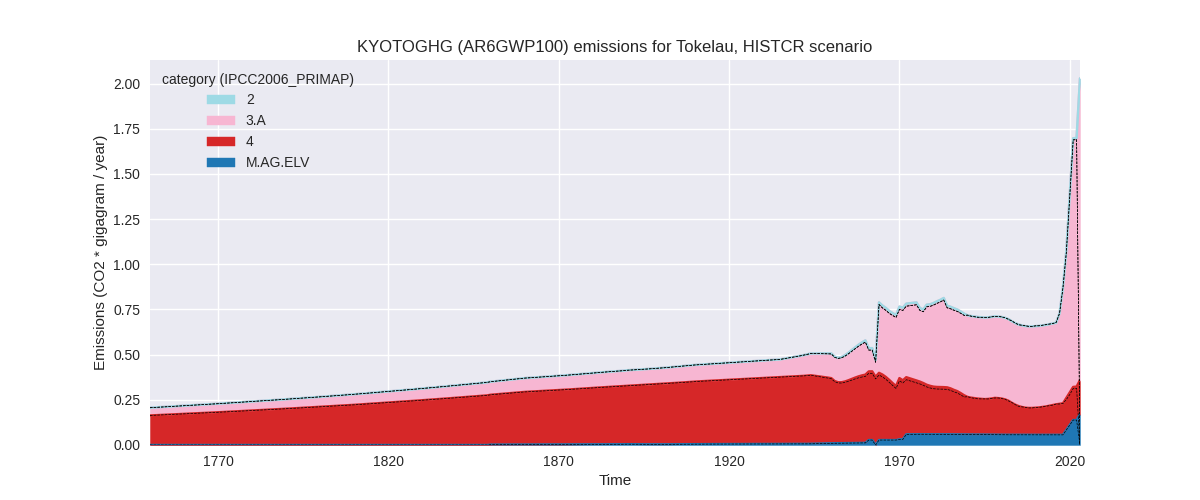 KYOTOGHG (AR6GWP100) emissions for Tokelau, HISTCR scenario
category (IPCC2006_PRIMAP)
2
3.A
4
M.AG.ELV
Emissions (CO2 * gigagram / year)
2.00
1.75
1.50
1.25
1.00
0.75
0.50
0.25
0.00
1770
1820
1870
1920
1970
2020
Time